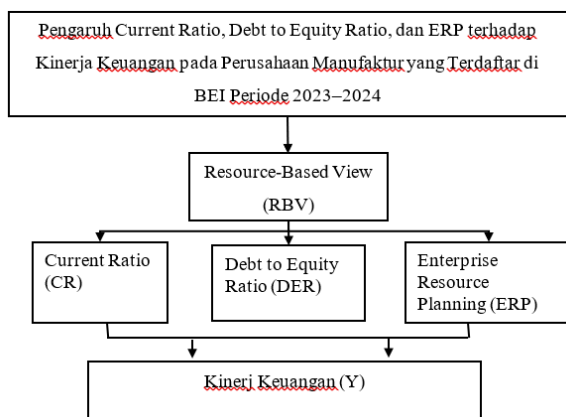 Pengaruh Current Ratio, Debt to Equity Ratio, dan ERP terhadap
Kinerja Keuangan pada Perusahaan Manufaktur yang Terdaftar di
BEI Periode 2023–2024
Resource-Based View
(RBV)
Current Ratio
(CR)
Debt to Equity
Ratio (DER)
Enterprise
Resource
Planning (ERP)
Kinerj Keuangan (Y)